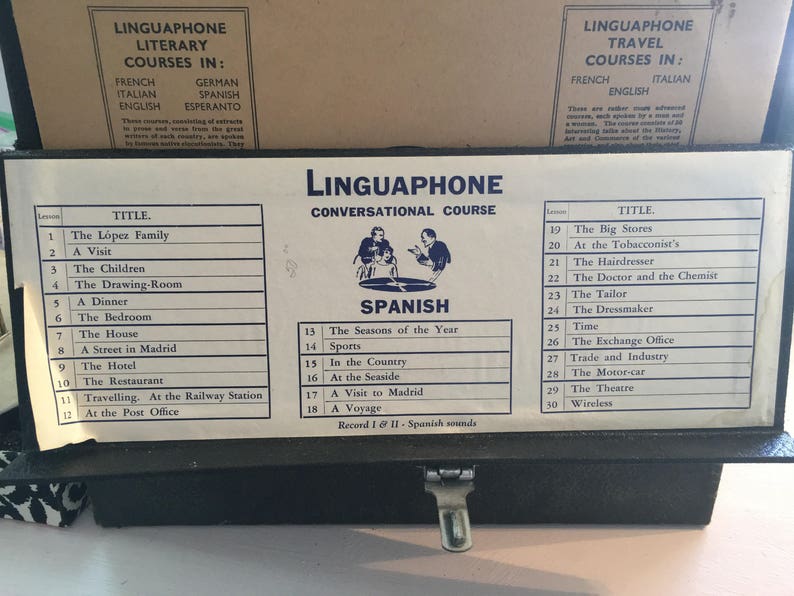 LINGUAPHONE
LITERARY
COURSES IN :
FRENCH GERMAN
ITALIAN SPANISH
ENGLISH ESPERANTO
These courses, consisting of extracts
in prose and verse from the great
writers of each country, are spoken
by famous native elocutionists. They
LINGUAPHONE
TRAVEL
COURSES IN :
FRENCH ITALIAN
ENGLISH
These are rather more advanced
courses, each spoken by a man and
a woman. The course consists of 30
interesting talks about the History,
Art and Commerce of the various
LINGUAPHONE
CONVERSATIONAL COURSE
SPANISH
Lesson TITLE.
1 The López Family
2 A Visit
3 The Children
4 The Drawing-Room
5 A Dinner
6 The Bedroom
7 The House
8 A Street in Madrid
9 The Hotel
10 The Restaurant
11 Travelling. At the Railway Station
12 At the Post Office
13 The Seasons of the Year
14 Sports
15 In the Country
16 At the Seaside
17 A Visit to Madrid
18 A Voyage
Record I & II - Spanish sounds
Lesson TITLE.
19 The Big Stores
20 At the Tobacconist's
21 The Hairdresser
22 The Doctor and the Chemist
23 The Tailor
24 The Dressmaker
25 Time
26 The Exchange Office
27 Trade and Industry
28 The Motor-car
29 The Theatre
30 Wireless